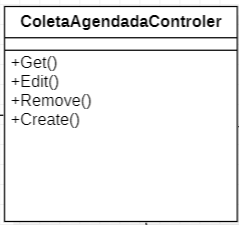 ColetaAgendadaControler
+Get()
+Edit()
+Remove()
+Create()